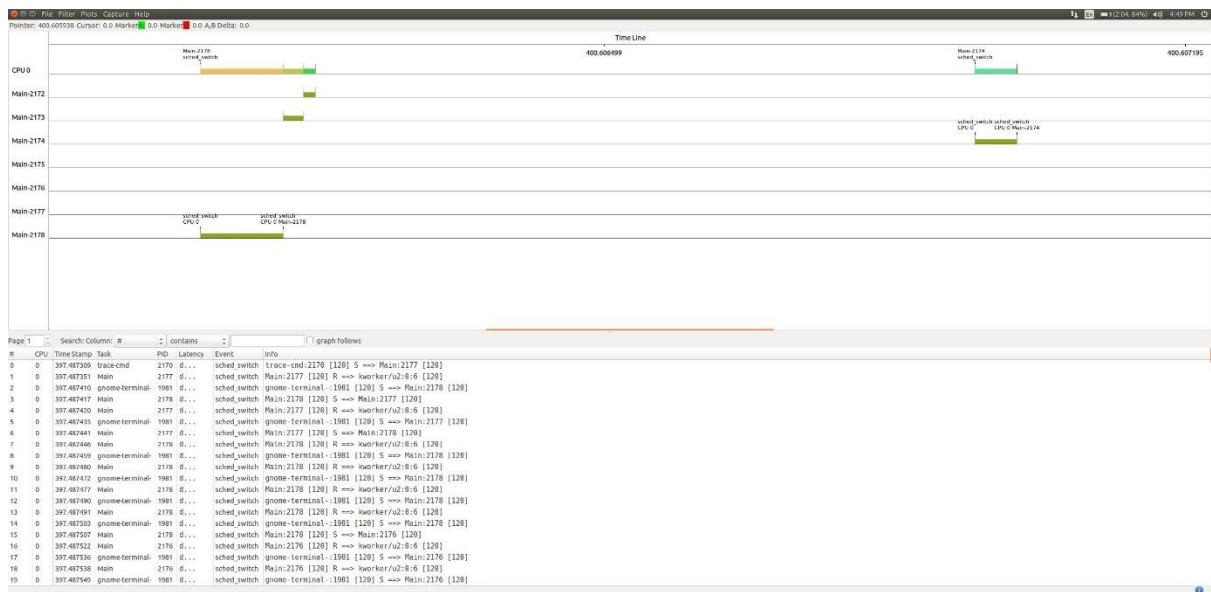 File Filter Plots Capture Help
En (2:04, 84%) 4:49 PM
Pointer: 400.605938 Cursor: 0.0 Marker A 0.0 Marker B 0.0 A,B Delta: 0.0
Time Line
400.606499
400.607195
Main-2178
sched_switch
Main-2174
sched_switch
CPU 0
Main-2172
Main-2173
sched_switch sched_switch
CPU 0 CPU 0 Main-2174
Main-2174
Main-2175
Main-2176
Main-2177
sched_switch sched_switch
CPU 0 CPU 0 Main-2178
Main-2178
Page 1 Search: Column: # contains graph follows
# CPU Time Stamp Task PID Latency Event Info
0 0 397.487309 trace-cmd 2170 d... sched_switch trace-cmd:2170 [120] S ==> Main:2177 [120]
1 0 397.487351 Main 2177 d... sched_switch Main:2177 [120] R ==> kworker/u2:0:6 [120]
2 0 397.487410 gnome-terminal- 1981 d... sched_switch gnome-terminal-:1981 [120] S ==> Main:2178 [120]
3 0 397.487417 Main 2178 d... sched_switch Main:2178 [120] S ==> Main:2177 [120]
4 0 397.487420 Main 2177 d... sched_switch Main:2177 [120] R ==> kworker/u2:0:6 [120]
5 0 397.487435 gnome-terminal- 1981 d... sched_switch gnome-terminal-:1981 [120] S ==> Main:2177 [120]
6 0 397.487441 Main 2177 d... sched_switch Main:2177 [120] S ==> Main:2178 [120]
7 0 397.487446 Main 2178 d... sched_switch Main:2178 [120] R ==> kworker/u2:0:6 [120]
8 0 397.487459 gnome-terminal- 1981 d... sched_switch gnome-terminal-:1981 [120] S ==> Main:2178 [120]
9 0 397.487460 Main 2178 d... sched_switch Main:2178 [120] R ==> kworker/u2:0:6 [120]
10 0 397.487472 gnome-terminal- 1981 d... sched_switch gnome-terminal-:1981 [120] S ==> Main:2178 [120]
11 0 397.487477 Main 2178 d... sched_switch Main:2178 [120] R ==> kworker/u2:0:6 [120]
12 0 397.487490 gnome-terminal- 1981 d... sched_switch gnome-terminal-:1981 [120] S ==> Main:2178 [120]
13 0 397.487491 Main 2178 d... sched_switch Main:2178 [120] R ==> kworker/u2:0:6 [120]
14 0 397.487503 gnome-terminal- 1981 d... sched_switch gnome-terminal-:1981 [120] S ==> Main:2178 [120]
15 0 397.487507 Main 2178 d... sched_switch Main:2178 [120] S ==> Main:2176 [120]
16 0 397.487522 Main 2176 d... sched_switch Main:2176 [120] R ==> kworker/u2:0:6 [120]
17 0 397.487536 gnome-terminal- 1981 d... sched_switch gnome-terminal-:1981 [120] S ==> Main:2176 [120]
18 0 397.487538 Main 2176 d... sched_switch Main:2176 [120] R ==> kworker/u2:0:6 [120]
19 0 397.487549 gnome-terminal- 1981 d... sched_switch gnome-terminal-:1981 [120] S ==> Main:2176 [120]